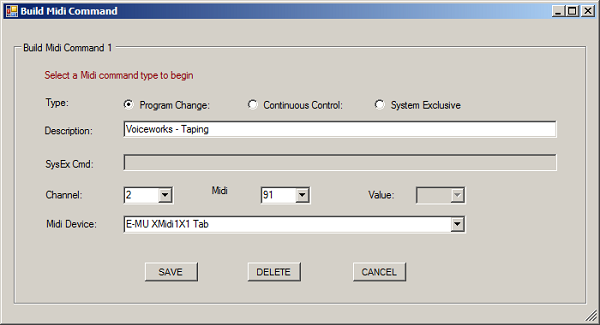 Build Midi Command
Build Midi Command 1
Select a Midi command type to begin
Type: Program Change: Continuous Control: System Exclusive
Description: Voiceworks - Taping
SysEx Cmd:
Channel: 2 Midi 91 Value:
Midi Device: E-MU XMidi1X1 Tab
SAVE DELETE CANCEL